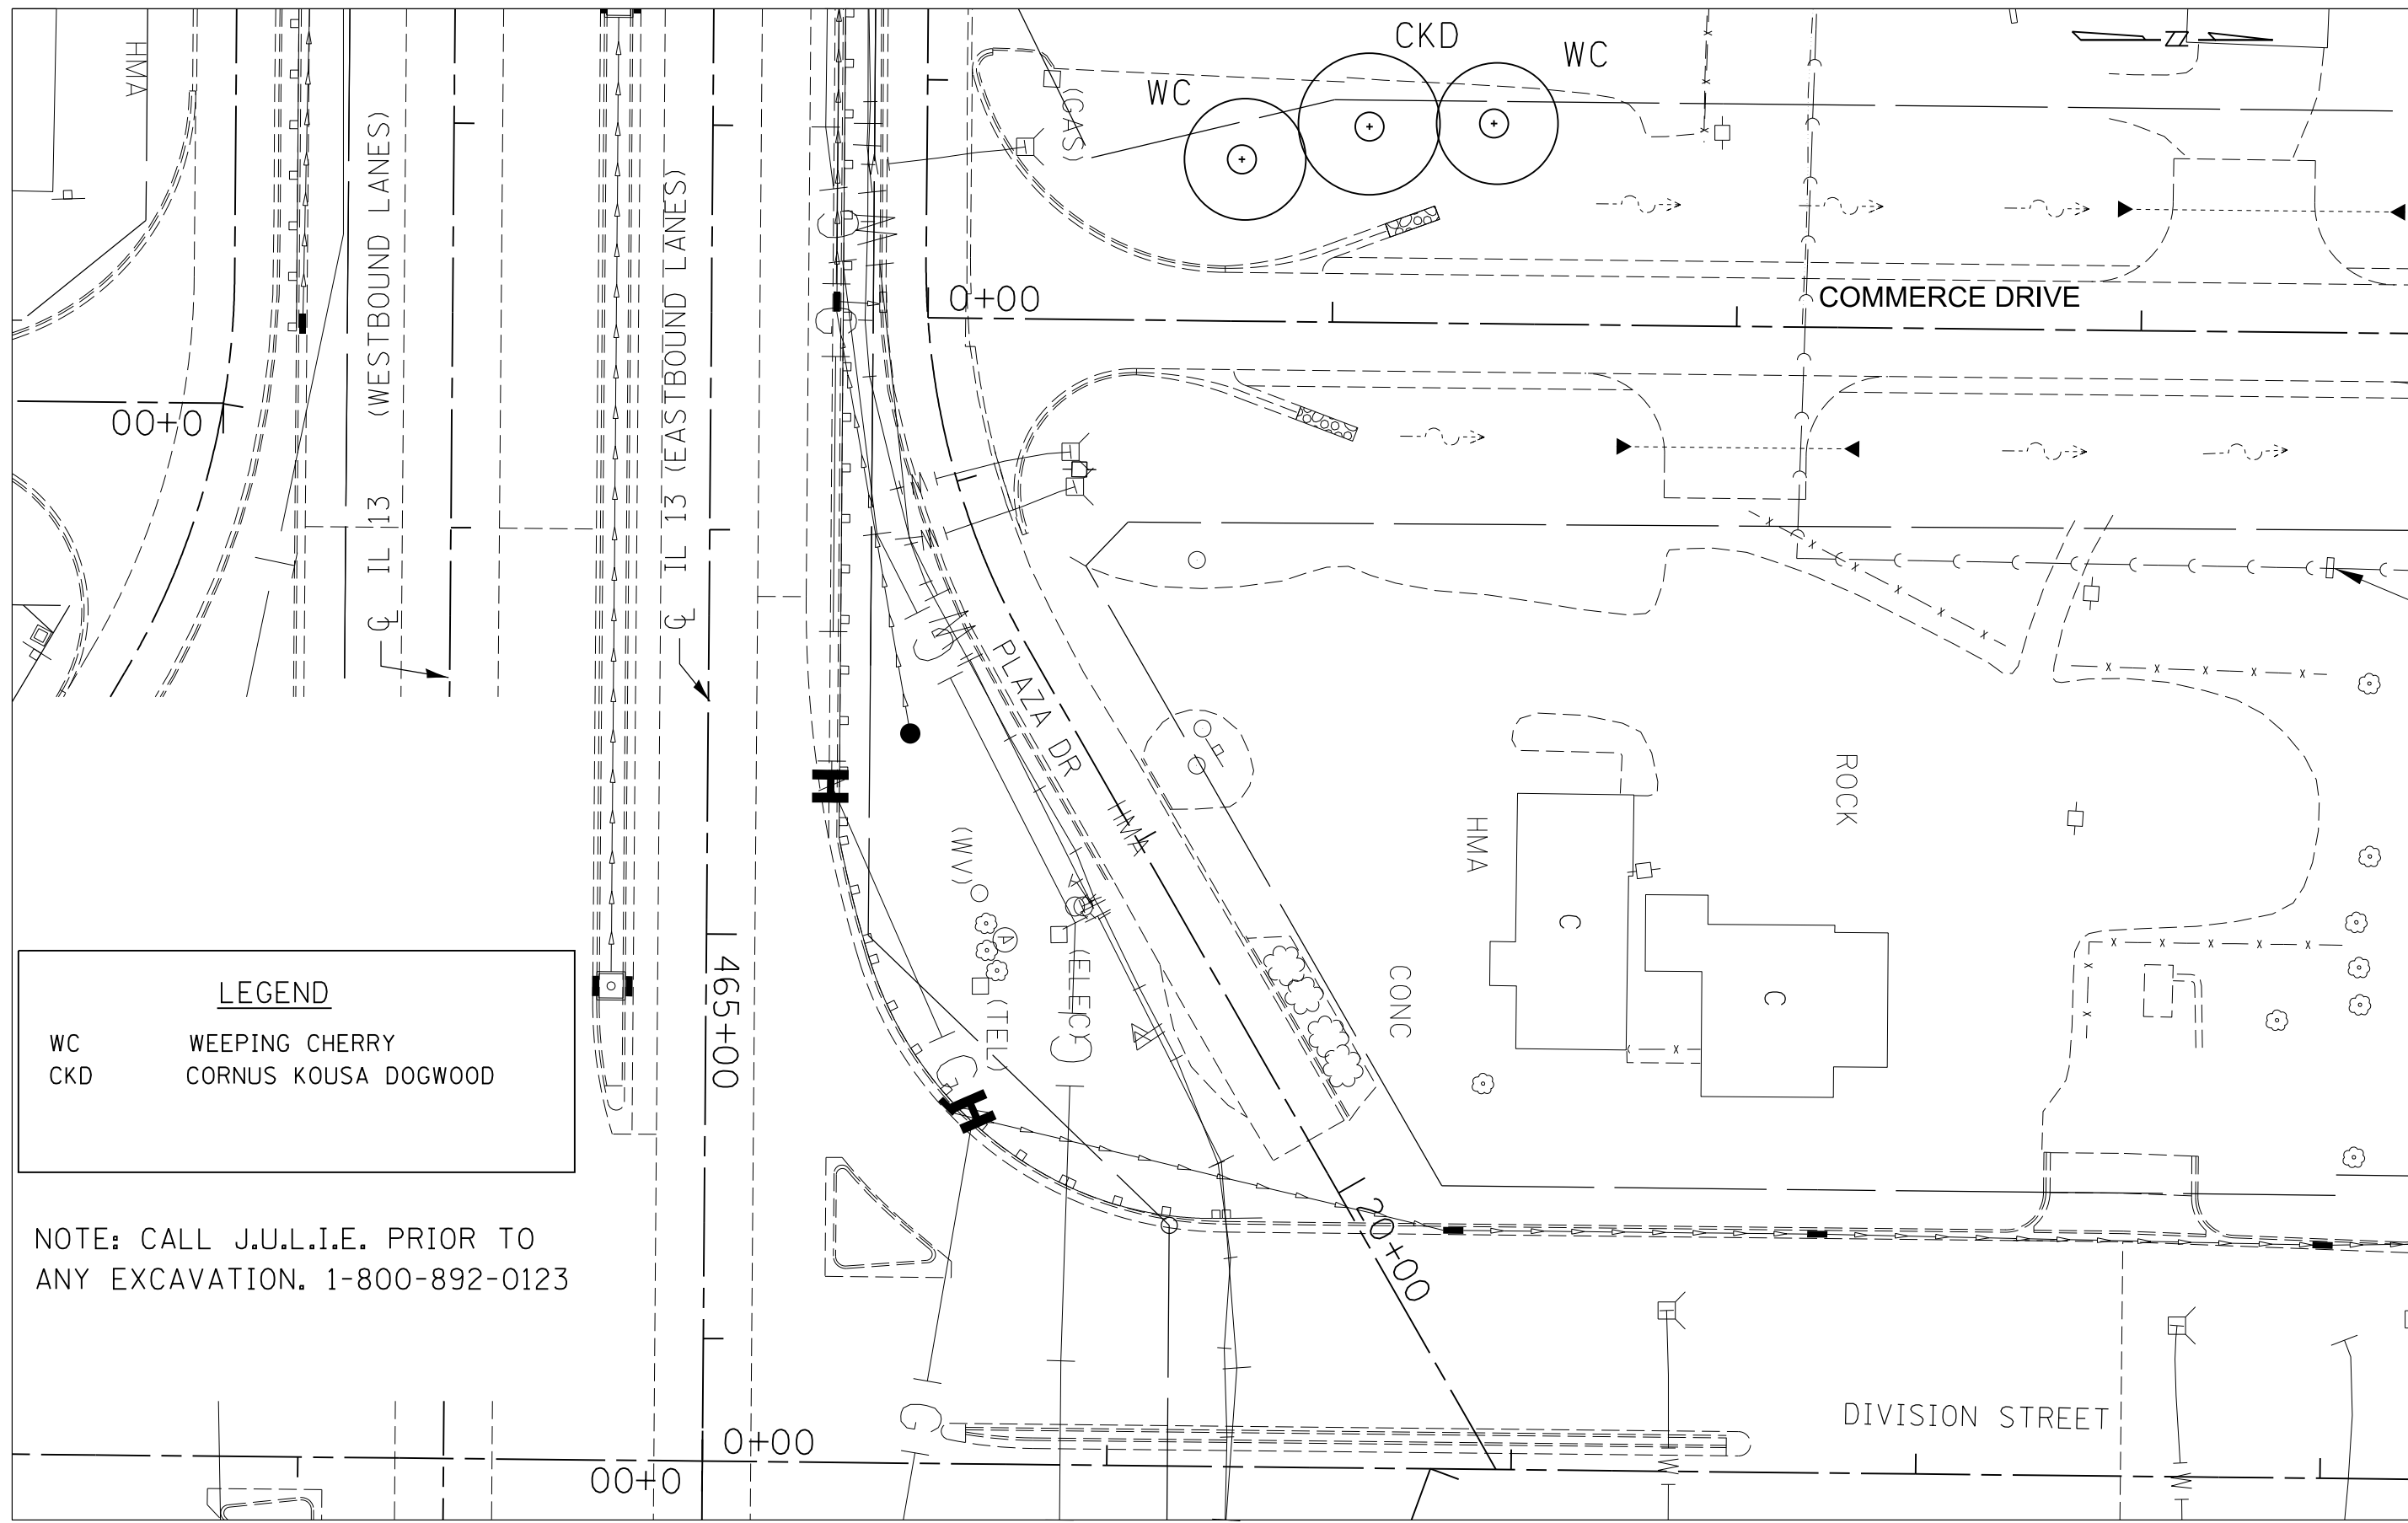 HMA
CKD
WC
WC
(GAS)
IL 13 (WESTBOUND LANES)
IL 13 (EASTBOUND LANES)
W
G
G
0+00
COMMERCE DRIVE
0+00
W
W
G
PLAZA DR
HMA
(WV)
ROCK
HMA
C
C
CONC
A
(ELEC)
(TEL)
G
G
465+00
LEGEND
WC WEEPING CHERRY
CKD CORNUS KOUSA DOGWOOD
NOTE: CALL J.U.L.I.E. PRIOR TO
ANY EXCAVATION. 1-800-892-0123
20+00
G
DIVISION STREET
0+00
0+00
W
W